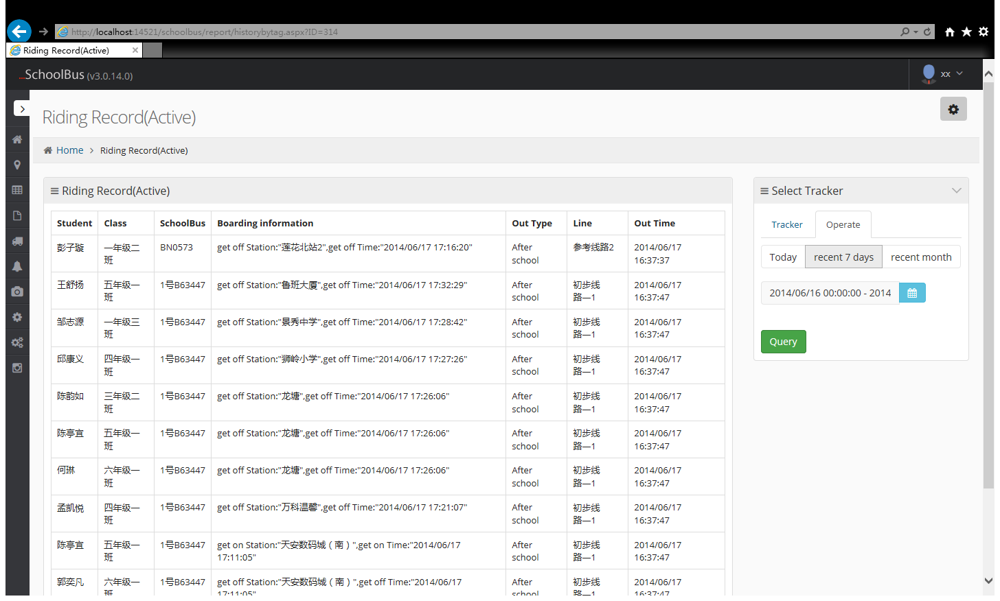 http://localhost:14521/schoolbus/report/historybytag.aspx?ID=314
Riding Record(Active)
...SchoolBus (v3.0.14.0)
xx
Riding Record(Active)
Home > Riding Record(Active)
Riding Record(Active)
Student Class SchoolBus Boarding information Out Type Line Out Time
彭子璇 一年级二 BN0573 get off Station:"莲花北站2",get off Time:"2014/06/17 17:16:20" After 参考线路2 2014/06/17
班 school 16:37:37
王舒扬 五年级一 1号B63447 get off Station:"鲁班大厦",get off Time:"2014/06/17 17:32:29" After 初步线 2014/06/17
班 school 路—1 16:37:47
邹志源 一年级三 1号B63447 get off Station:"景秀中学",get off Time:"2014/06/17 17:28:42" After 初步线 2014/06/17
班 school 路—1 16:37:47
邱康义 四年级一 1号B63447 get off Station:"狮岭小学",get off Time:"2014/06/17 17:27:26" After 初步线 2014/06/17
班 school 路—1 16:37:47
陈韵如 三年级二 1号B63447 get off Station:"龙塘",get off Time:"2014/06/17 17:26:06" After 初步线 2014/06/17
班 school 路—1 16:37:47
陈亭宜 五年级一 1号B63447 get off Station:"龙塘",get off Time:"2014/06/17 17:26:06" After 初步线 2014/06/17
班 school 路—1 16:37:47
何琳 六年级一 1号B63447 get off Station:"龙塘",get off Time:"2014/06/17 17:26:06" After 初步线 2014/06/17
班 school 路—1 16:37:47
孟凯悦 四年级一 1号B63447 get off Station:"万科温馨",get off Time:"2014/06/17 17:21:07" After 初步线 2014/06/17
班 school 路—1 16:37:47
陈亭宜 五年级一 1号B63447 get on Station:"天安数码城（南）",get on Time:"2014/06/17 After 初步线 2014/06/17
班 17:11:05" school 路—1 16:37:47
郭奕凡 六年级一 1号B63447 get off Station:"天安数码城（南）",get off Time:"2014/06/17 After 初步线 2014/06/17
班 17:11:05" school 路—1 16:37:47
Select Tracker
Tracker Operate
Today recent 7 days recent month
2014/06/16 00:00:00 - 2014
Query